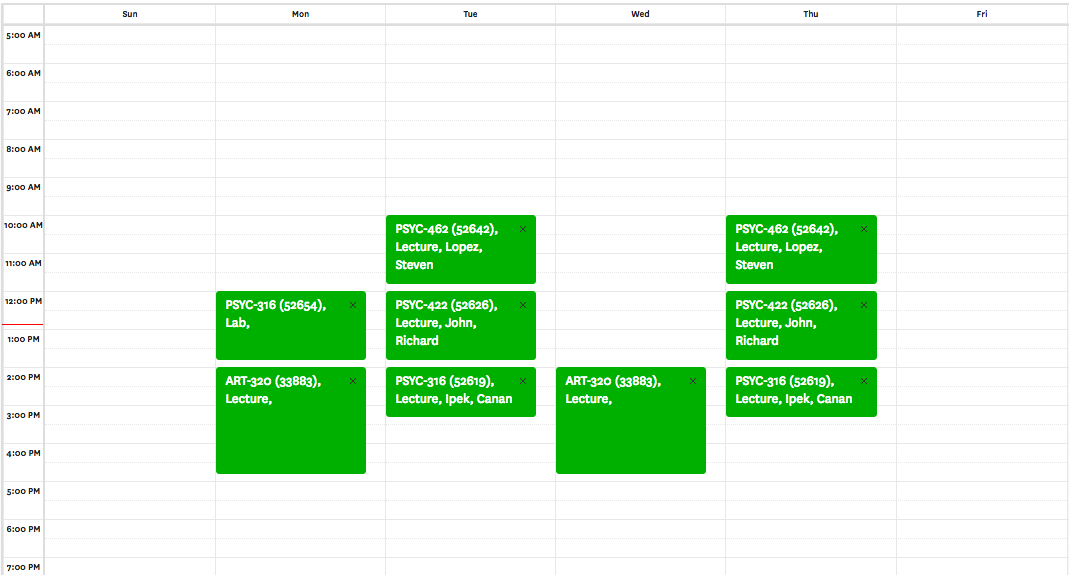 Sun Mon Tue Wed Thu Fri
5:00 AM
6:00 AM
7:00 AM
8:00 AM
9:00 AM
10:00 AM
PSYC-462 (52642), ×
Lecture, Lopez,
Steven
PSYC-462 (52642), ×
Lecture, Lopez,
Steven
11:00 AM
12:00 PM
PSYC-316 (52654), ×
Lab,
PSYC-422 (52626), ×
Lecture, John,
Richard
PSYC-422 (52626), ×
Lecture, John,
Richard
1:00 PM
2:00 PM
ART-320 (33883), ×
Lecture,
PSYC-316 (52619), ×
Lecture, Ipek, Canan
ART-320 (33883), ×
Lecture,
PSYC-316 (52619), ×
Lecture, Ipek, Canan
3:00 PM
4:00 PM
5:00 PM
6:00 PM
7:00 PM